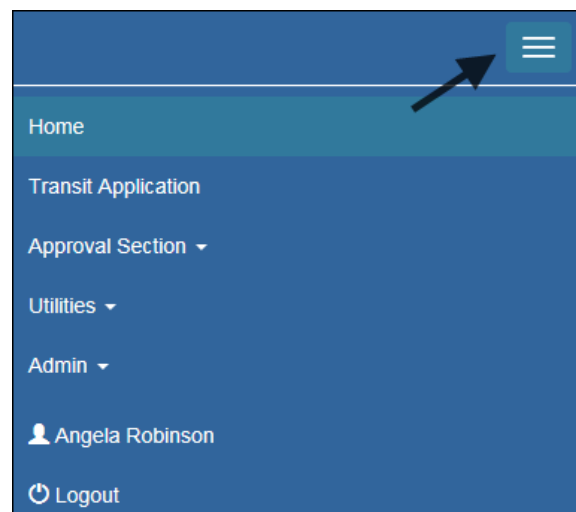 Home
Transit Application
Approval Section
Utilities
Admin
Angela Robinson
Logout